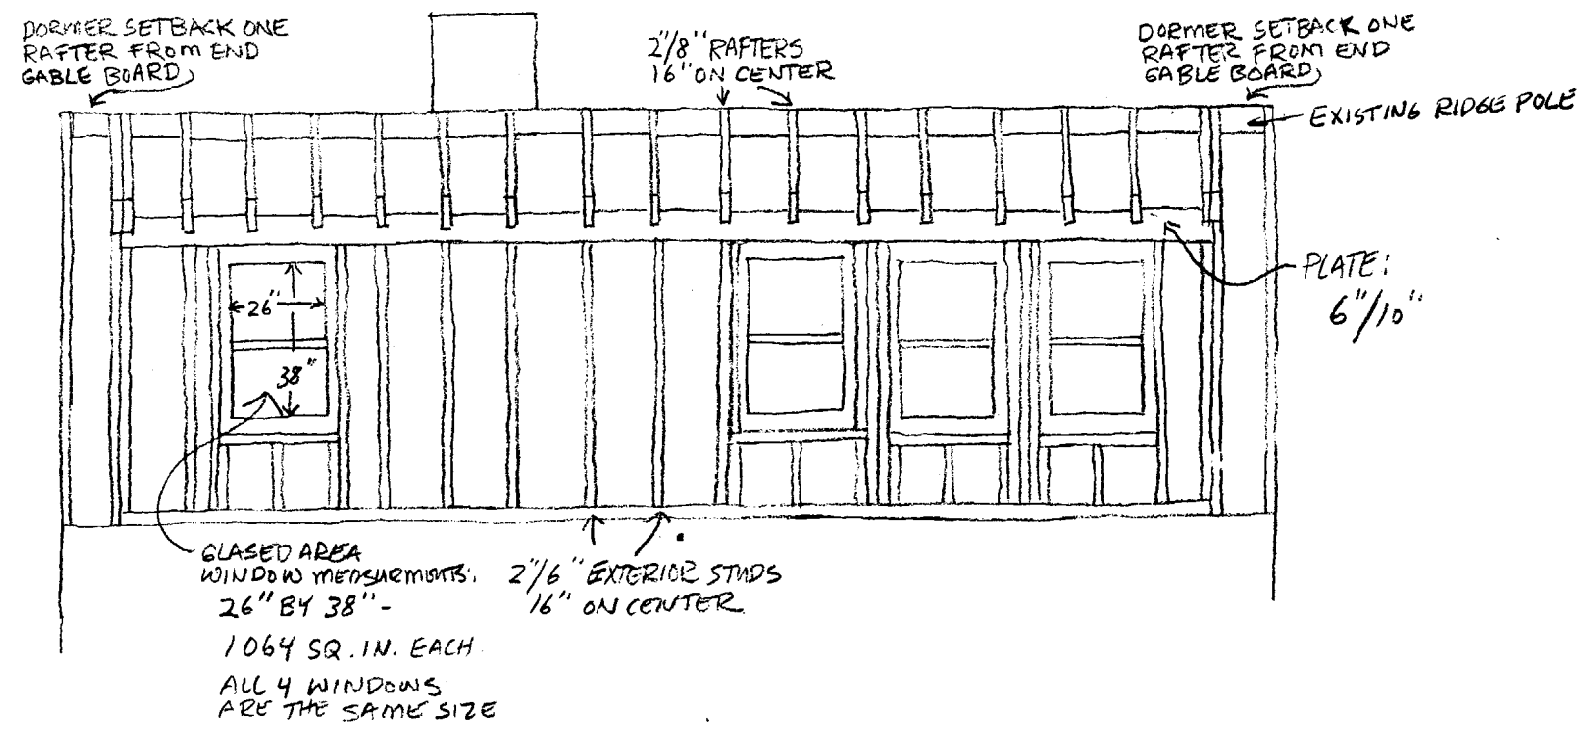 DORMER SETBACK ONE
RAFTER FROM END
GABLE BOARD
2"/8" RAFTERS
16" ON CENTER
DORMER SETBACK ONE
RAFTER FROM END
GABLE BOARD
EXISTING RIDGE POLE
PLATE:
6"/10"
26"
38"
GLASED AREA
WINDOW MEASURMENTS:
26" BY 38" -
1064 SQ. IN. EACH
ALL 4 WINDOWS
ARE THE SAME SIZE
2"/6" EXTERIOR STUDS
16" ON CENTER